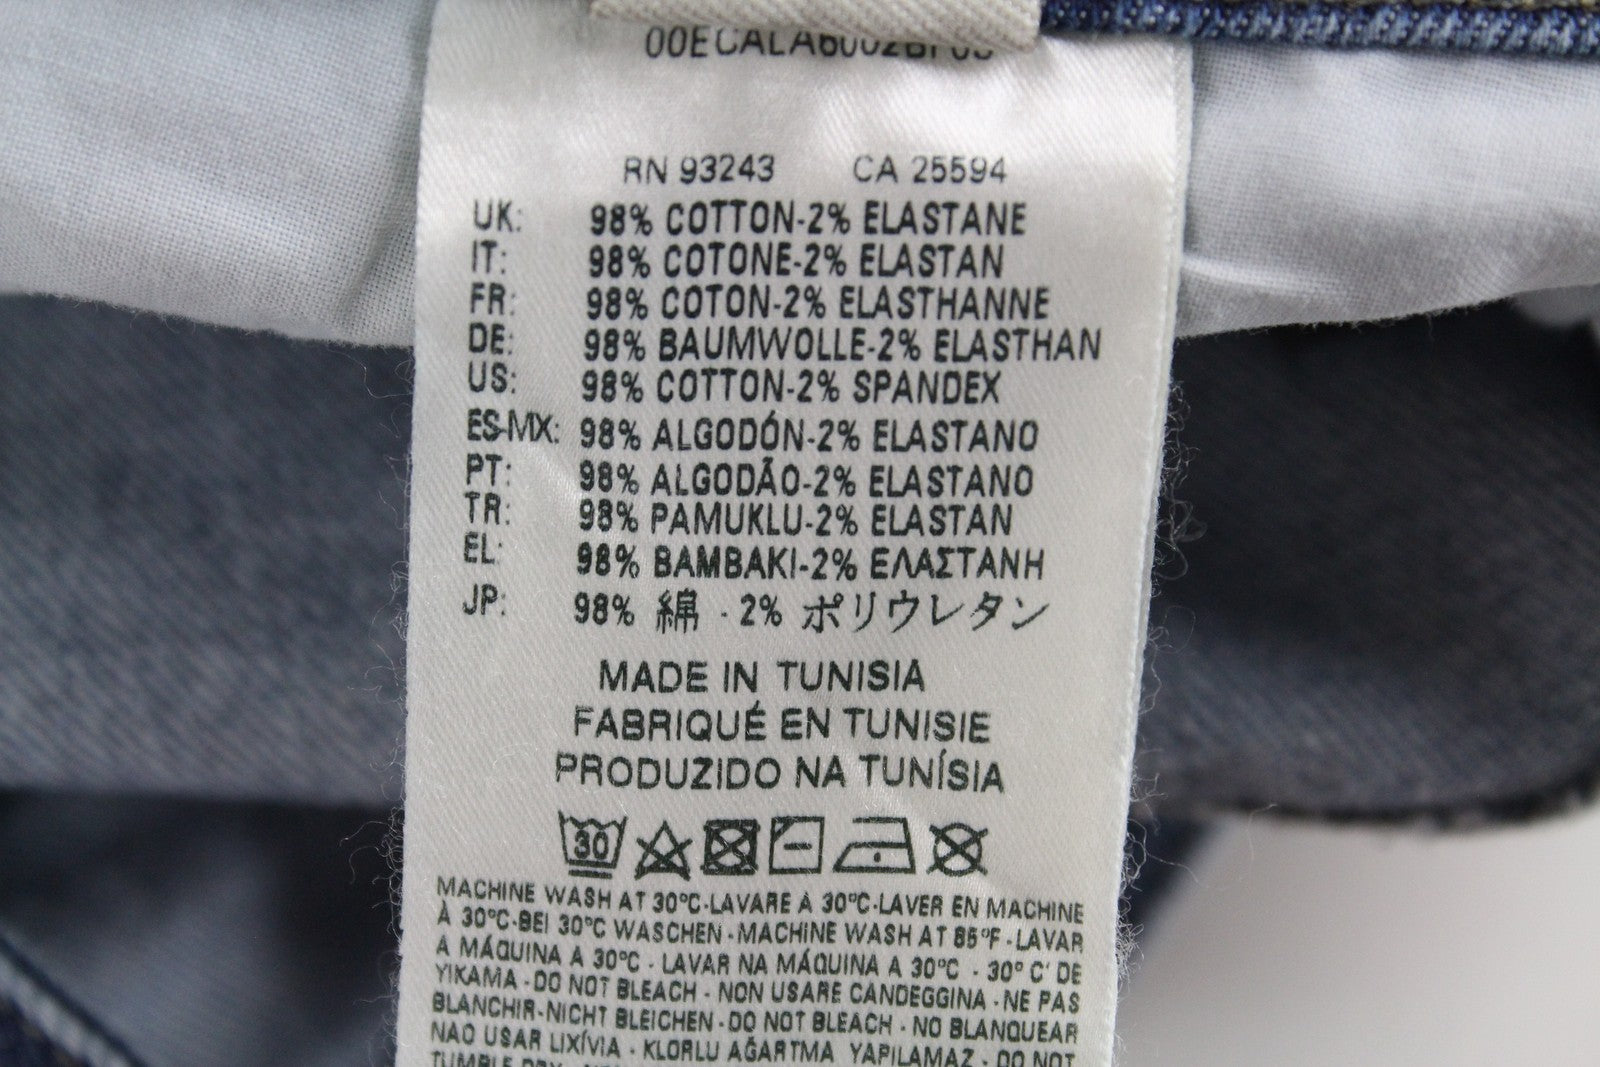 RN 93243 CA 25594
UK: 98% COTTON-2% ELASTANE
IT: 98% COTONE-2% ELASTAN
FR: 98% COTON-2% ELASTHANNE
DE: 98% BAUMWOLLE-2% ELASTHAN
US: 98% COTTON-2% SPANDEX
ES-MX: 98% ALGODÓN-2% ELASTANO
PT: 98% ALGODÃO-2% ELASTANO
TR: 98% PAMUKLU-2% ELASTAN
EL: 98% BAMBAKI-2% ΕΛΑΣΤΑΝΗ
JP: 98% 綿 - 2% ポリウレタン
MADE IN TUNISIA
FABRIQUÉ EN TUNISIE
PRODUZIDO NA TUNÍSIA
30
MACHINE WASH AT 30°C-LAVARE À 30°C-LAVER EN MACHINE
À 30°C-BEI 30°C WASCHEN - MACHINE WASH AT 85°F - LAVAR
A MÁQUINA A 30°C - LAVAR NA MÁQUINA A 30°C - 30° C' DE
YIKAMA - DO NOT BLEACH - NON USARE CANDEGGINA - NE PAS
BLANCHIR-NICHT BLEICHEN - DO NOT BLEACH - NO BLANQUEAR
NAO USAR LIXÍVIA - KLORLU AĞARTMA YAPILAMAZ - DO NOT
TUMBLE DRY